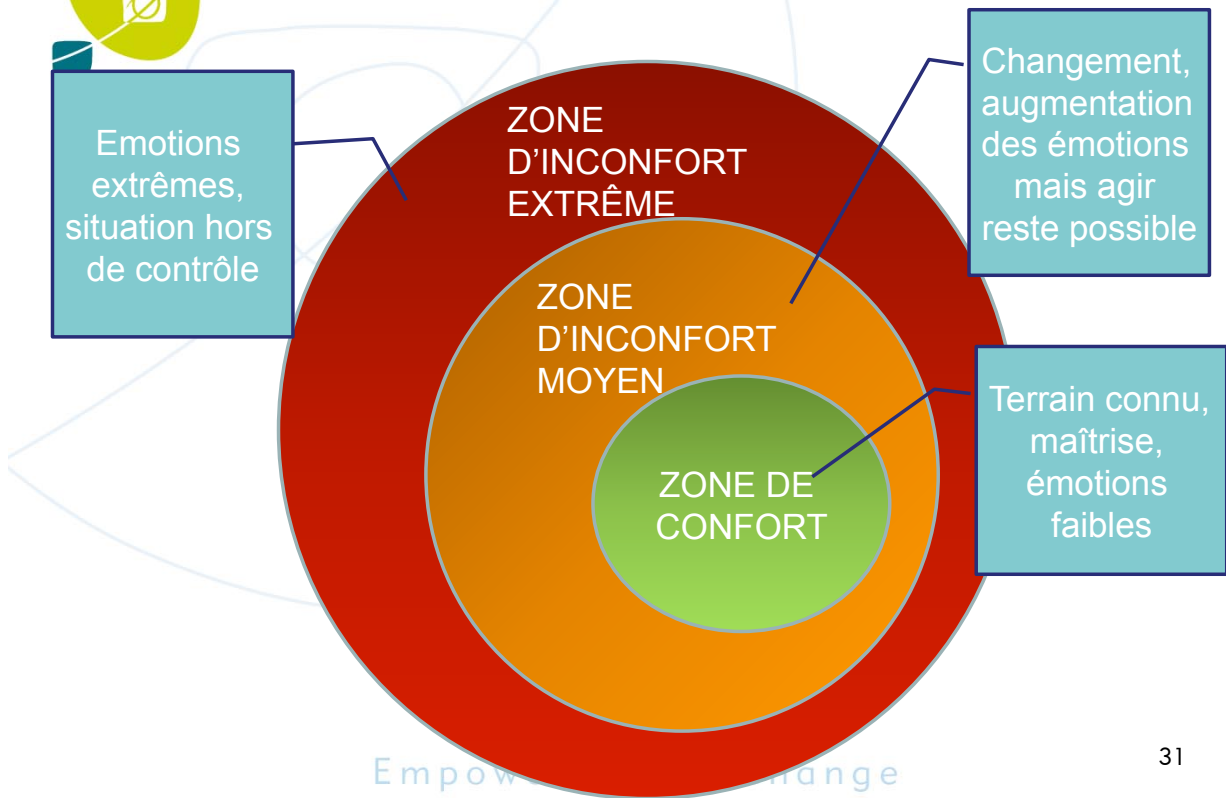 Emotions
extrêmes,
situation hors
de contrôle
ZONE
D’INCONFORT
EXTRÊME
Changement,
augmentation
des émotions
mais agir
reste possible
ZONE
D’INCONFORT
MOYEN
Terrain connu,
maîtrise,
émotions
faibles
ZONE DE
CONFORT
31